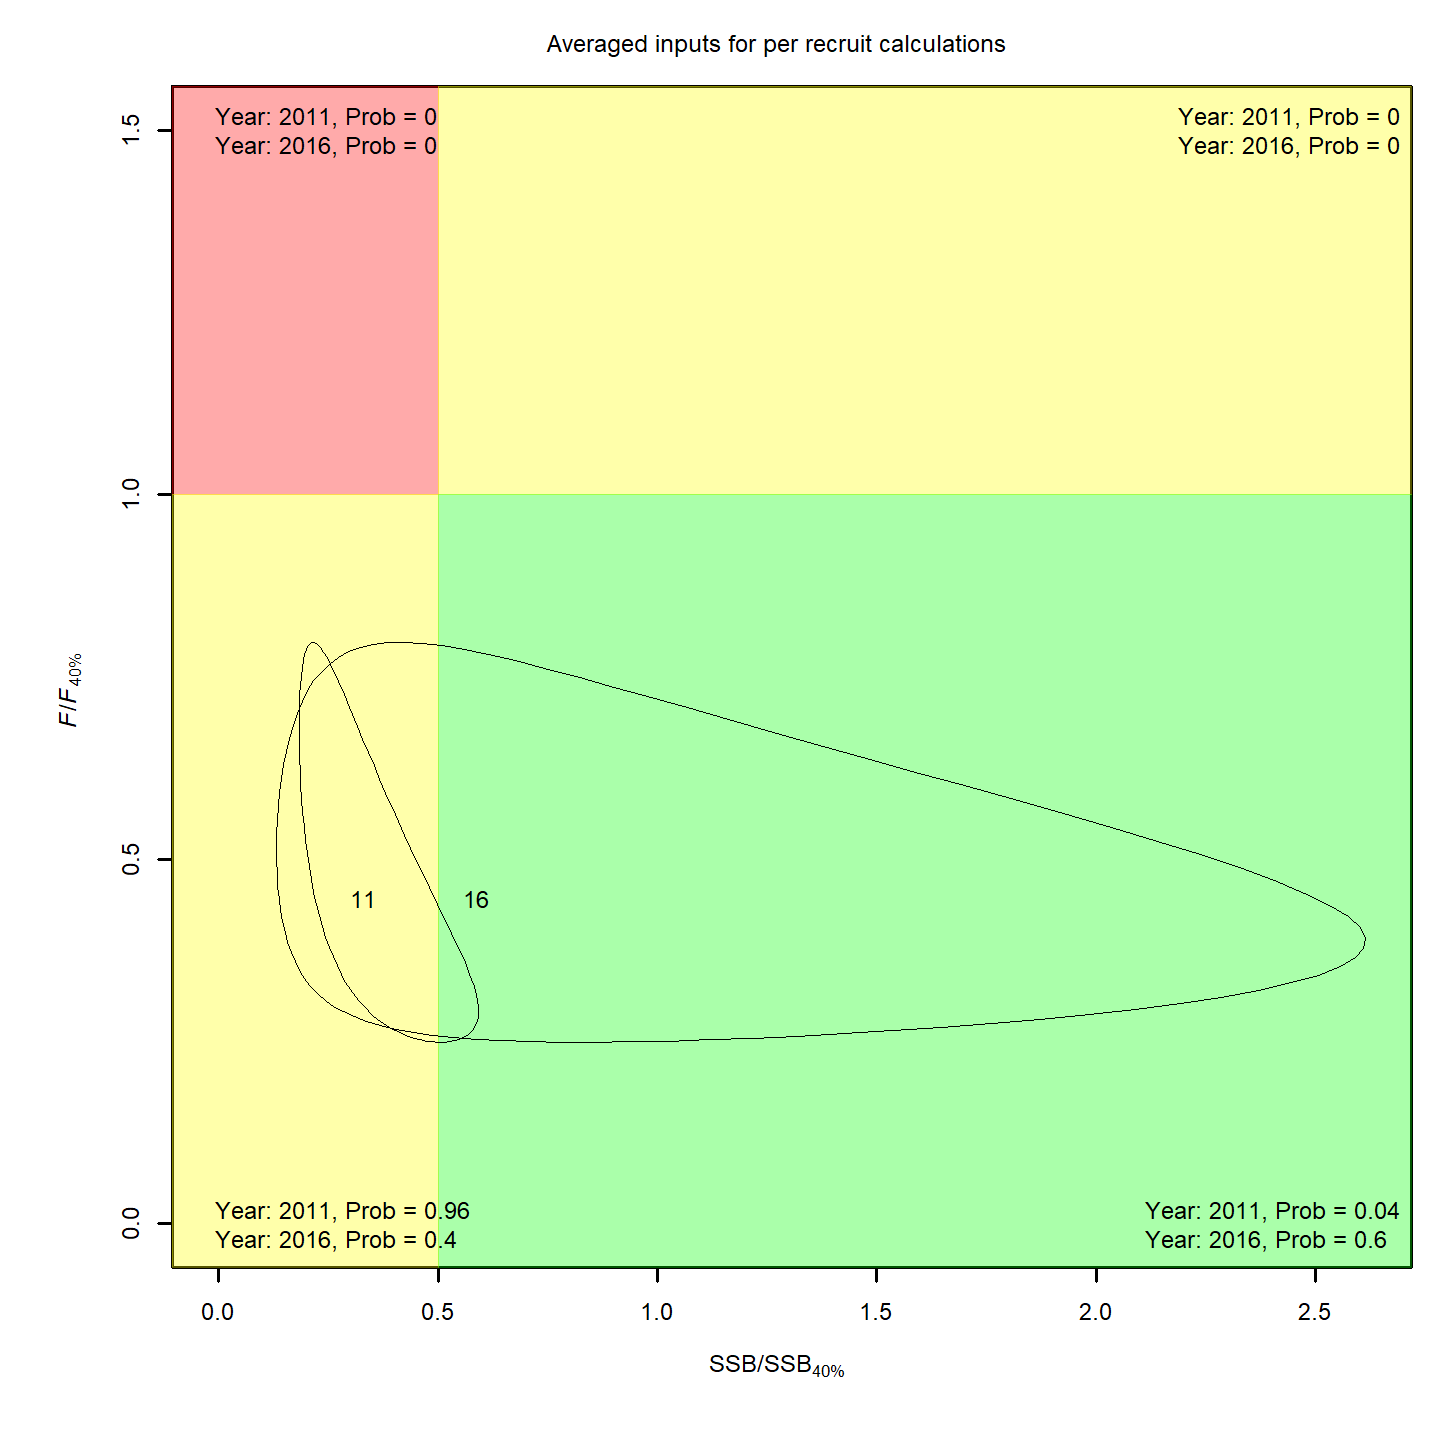 Averaged inputs for per recruit calculations
Year: 2011, Prob = 0
Year: 2016, Prob = 0
Year: 2011, Prob = 0
Year: 2016, Prob = 0
1.5
1.0
0.5
0.0
F/F40%
11
16
Year: 2011, Prob = 0.96
Year: 2016, Prob = 0.4
Year: 2011, Prob = 0.04
Year: 2016, Prob = 0.6
0.0 0.5 1.0 1.5 2.0 2.5
SSB/SSB40%